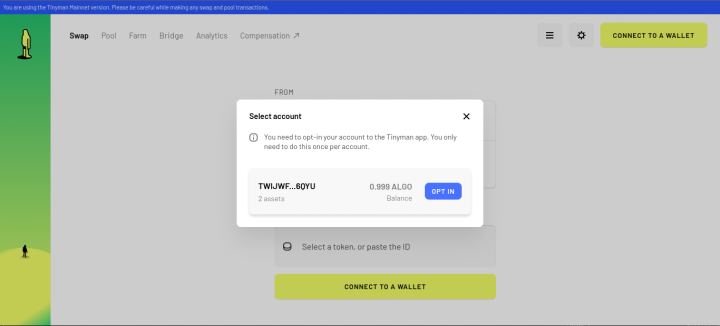 You are using the Tinyman Mainnet version. Please be careful while making any swap and pool transactions.
Swap Pool Farm Bridge Analytics Compensation ↗
CONNECT TO A WALLET
FROM
Select account
You need to opt-in your account to the Tinyman app. You only
need to do this once per account.
TWIJWF...6QYU
2 assets
0.999 ALGO
Balance
OPT IN
Select a token, or paste the ID
CONNECT TO A WALLET